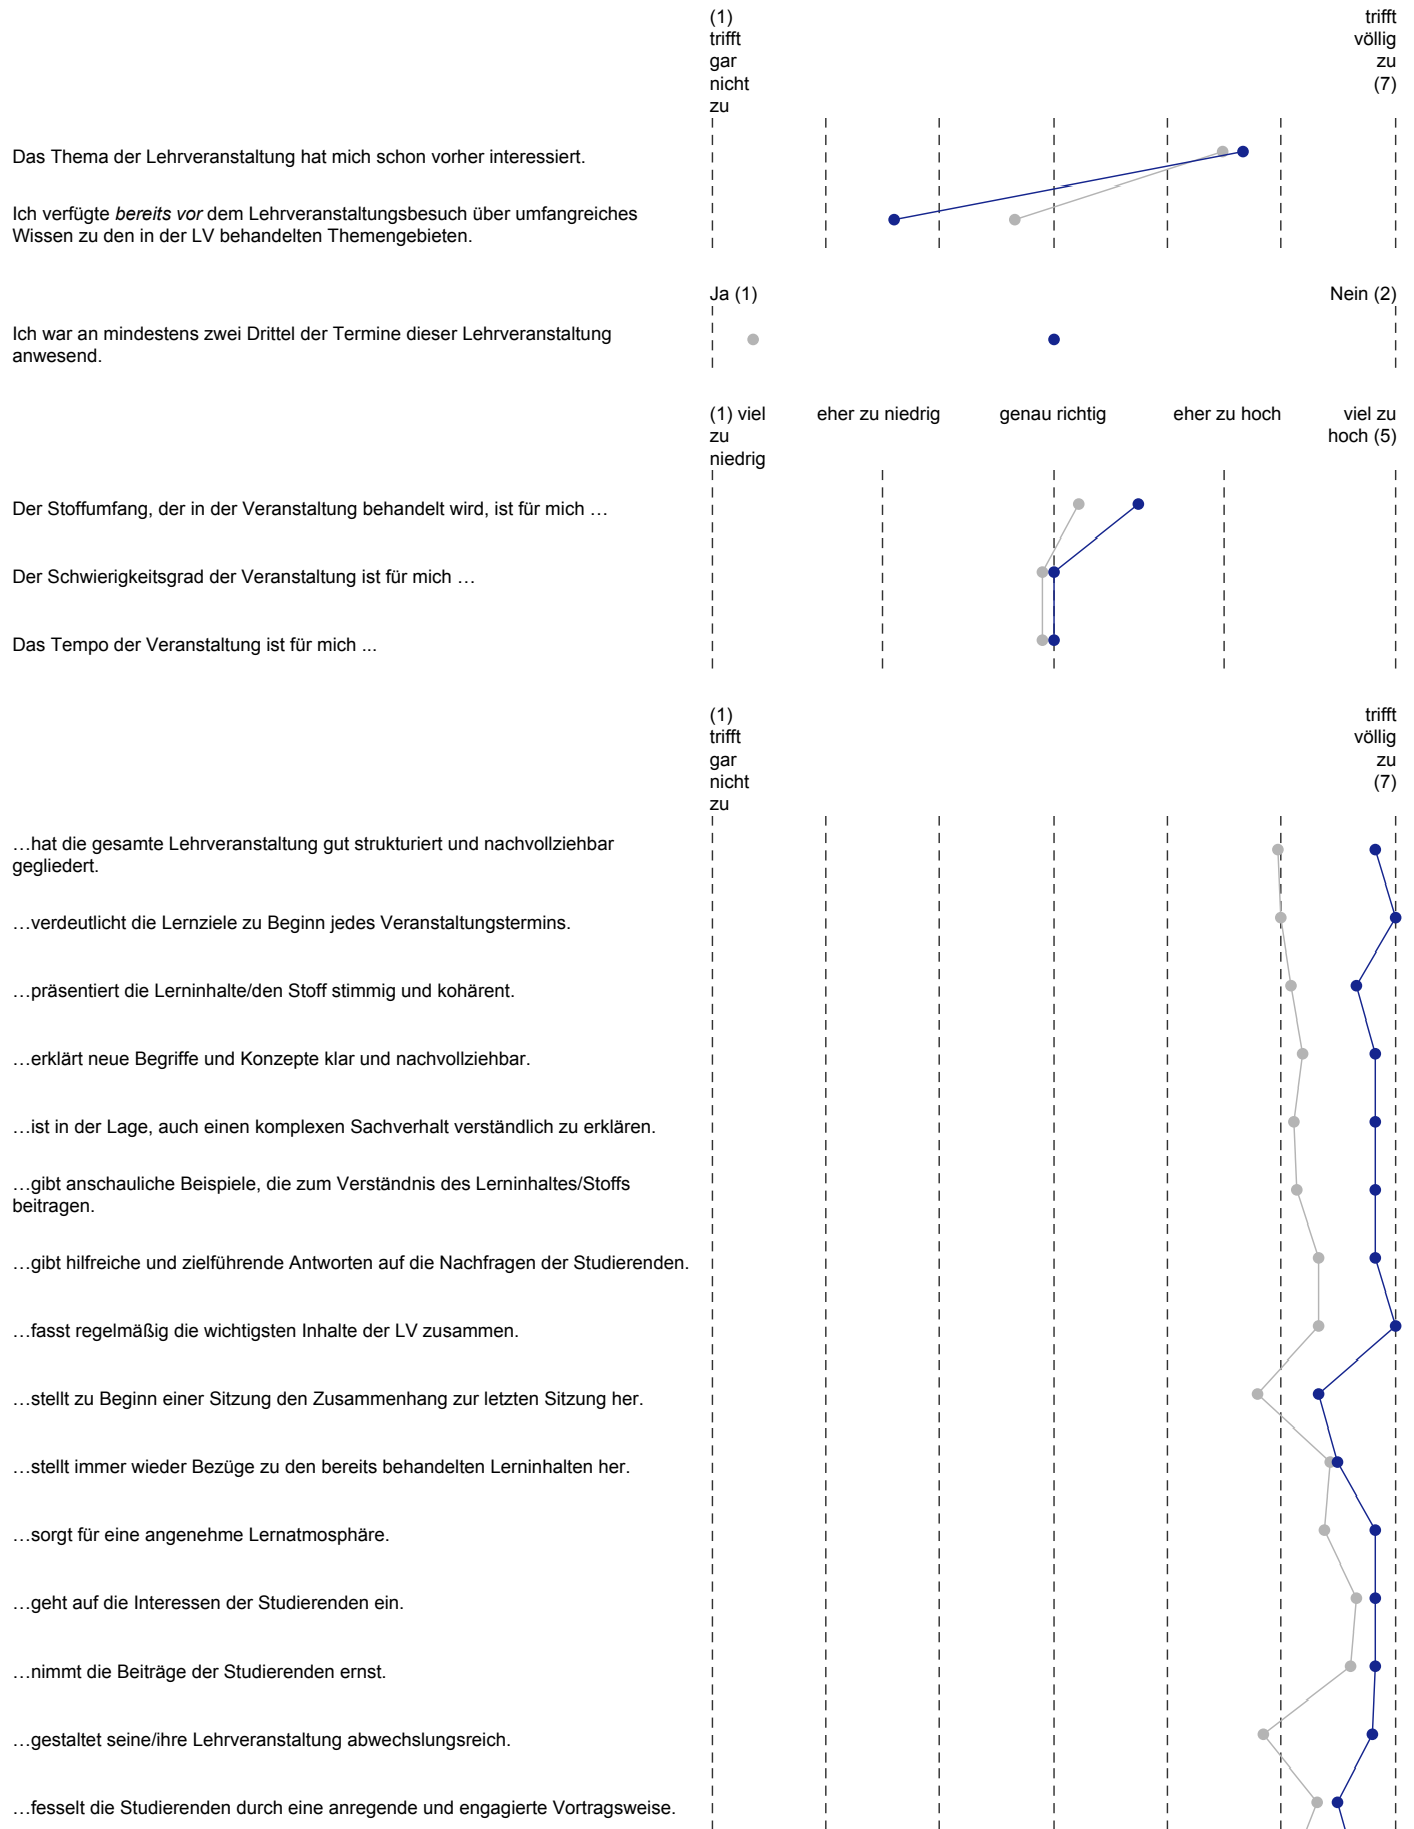 (1)
trifft
gar
nicht
zu
trifft
völlig
zu
(7)
Das Thema der Lehrveranstaltung hat mich schon vorher interessiert.
Ich verfügte bereits vor dem Lehrveranstaltungsbesuch über umfangreiches
Wissen zu den in der LV behandelten Themengebieten.
Ja (1)
Nein (2)
Ich war an mindestens zwei Drittel der Termine dieser Lehrveranstaltung
anwesend.
(1) viel
zu
niedrig
eher zu niedrig
genau richtig
eher zu hoch
viel zu
hoch (5)
Der Stoffumfang, der in der Veranstaltung behandelt wird, ist für mich …
Der Schwierigkeitsgrad der Veranstaltung ist für mich …
Das Tempo der Veranstaltung ist für mich ...
(1)
trifft
gar
nicht
zu
trifft
völlig
zu
(7)
…hat die gesamte Lehrveranstaltung gut strukturiert und nachvollziehbar
gegliedert.
…verdeutlicht die Lernziele zu Beginn jedes Veranstaltungstermins.
…präsentiert die Lerninhalte/den Stoff stimmig und kohärent.
…erklärt neue Begriffe und Konzepte klar und nachvollziehbar.
…ist in der Lage, auch einen komplexen Sachverhalt verständlich zu erklären.
…gibt anschauliche Beispiele, die zum Verständnis des Lerninhaltes/Stoffs
beitragen.
…gibt hilfreiche und zielführende Antworten auf die Nachfragen der Studierenden.
…fasst regelmäßig die wichtigsten Inhalte der LV zusammen.
…stellt zu Beginn einer Sitzung den Zusammenhang zur letzten Sitzung her.
…stellt immer wieder Bezüge zu den bereits behandelten Lerninhalten her.
…sorgt für eine angenehme Lernatmosphäre.
…geht auf die Interessen der Studierenden ein.
…nimmt die Beiträge der Studierenden ernst.
…gestaltet seine/ihre Lehrveranstaltung abwechslungsreich.
…fesselt die Studierenden durch eine anregende und engagierte Vortragsweise.